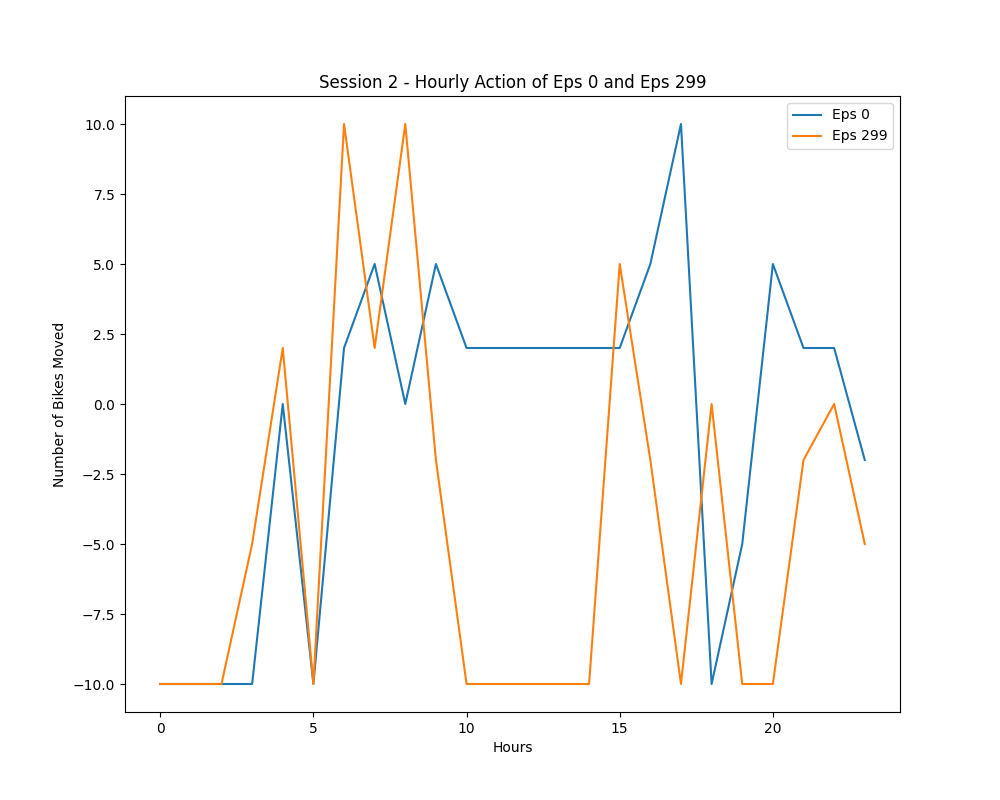 Session 2 - Hourly Action of Eps 0 and Eps 299
Eps 0
Eps 299
10.0
7.5
5.0
2.5
0.0
−2.5
−5.0
−7.5
−10.0
Number of Bikes Moved
0
5
10
15
20
Hours